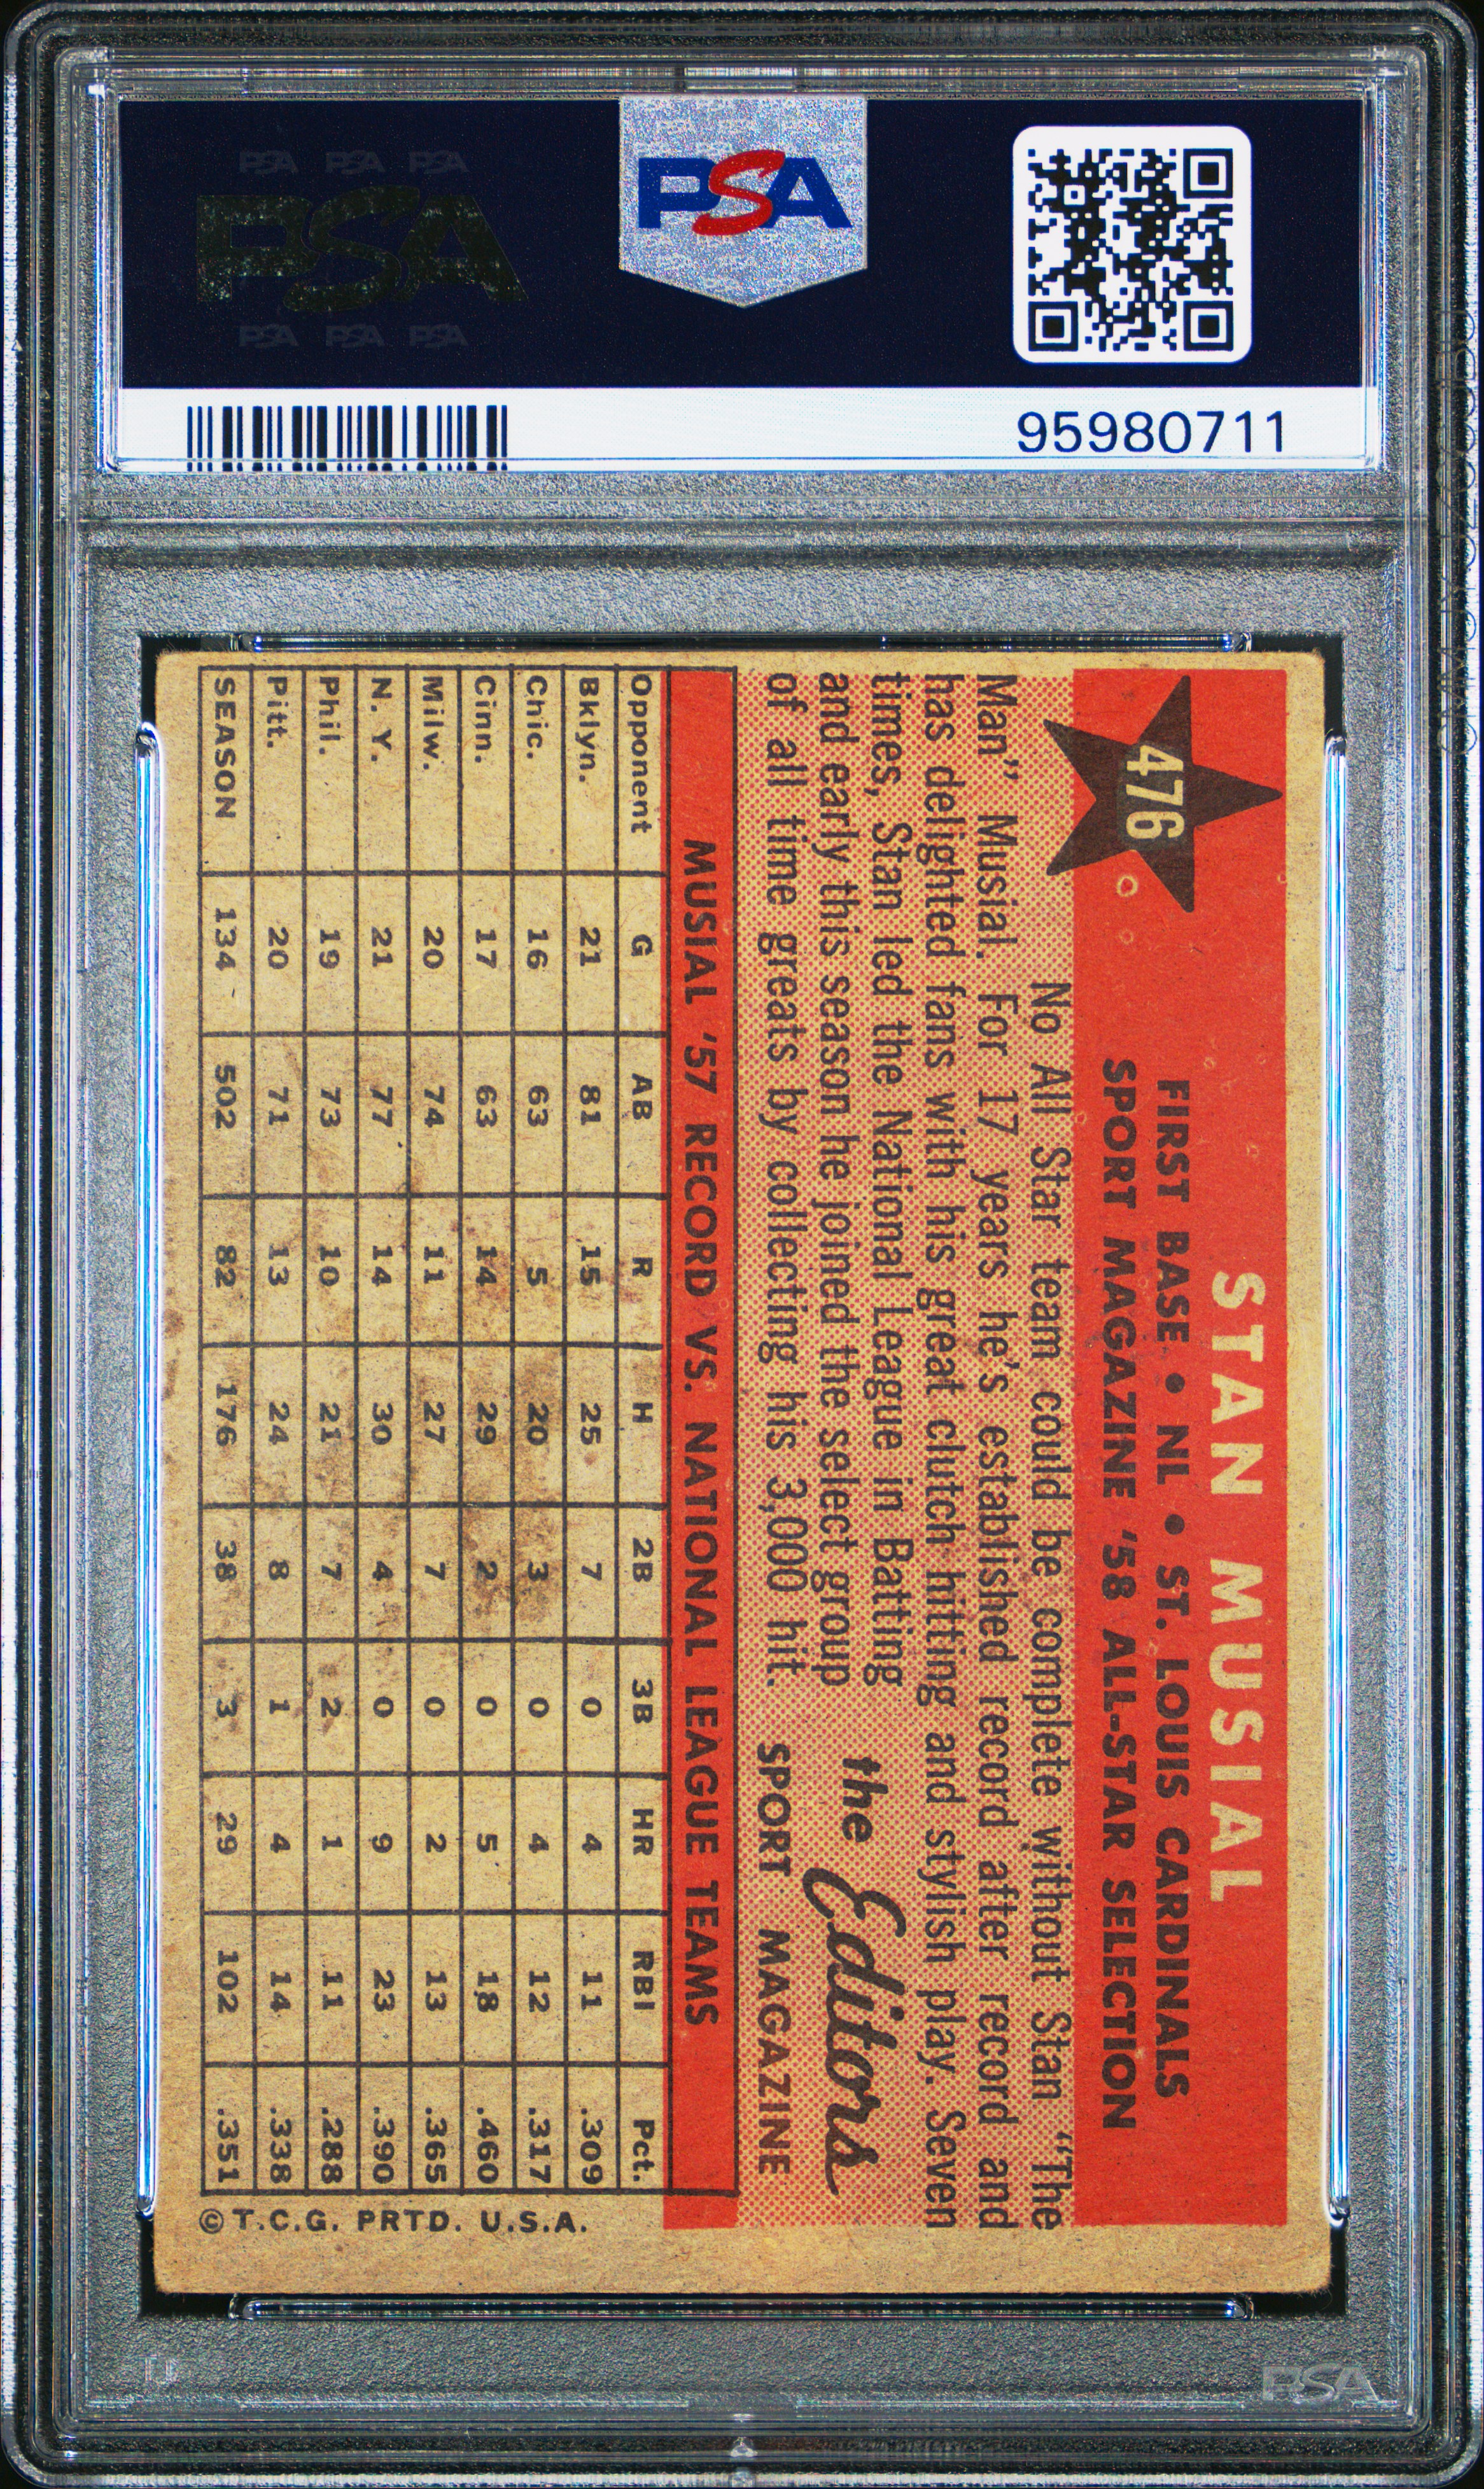 PSA PSA PSA
PSA
PSA PSA PSA
PSA
95980711
476
STAN MUSIAL
FIRST BASE • NL • ST. LOUIS CARDINALS
SPORT MAGAZINE '58 ALL-STAR SELECTION
No All Star team could be complete without Stan "The
Man" Musial. For 17 years he's established record after record and
has delighted fans with his great clutch hitting and stylish play. Seven
times, Stan led the National League in Batting
and early this season he joined the select group
of all time greats by collecting his 3,000 hit.
the Editors
SPORT MAGAZINE
MUSIAL '57 RECORD VS. NATIONAL LEAGUE TEAMS
Opponent G AB R H 2B 3B HR RBI Pct.
Bklyn. 21 81 15 25 7 0 4 11 .309
Chic. 16 63 5 20 3 0 4 12 .317
Cinn. 17 63 14 29 2 0 5 18 .460
Milw. 20 74 11 27 7 0 2 13 .365
N. Y. 21 77 14 30 4 0 9 23 .390
Phil. 19 73 10 21 7 2 1 11 .288
Pitt. 20 71 13 24 8 1 4 14 .338
SEASON 134 502 82 176 38 3 29 102 .351
© T.C.G. PRTD. U.S.A.
PSA